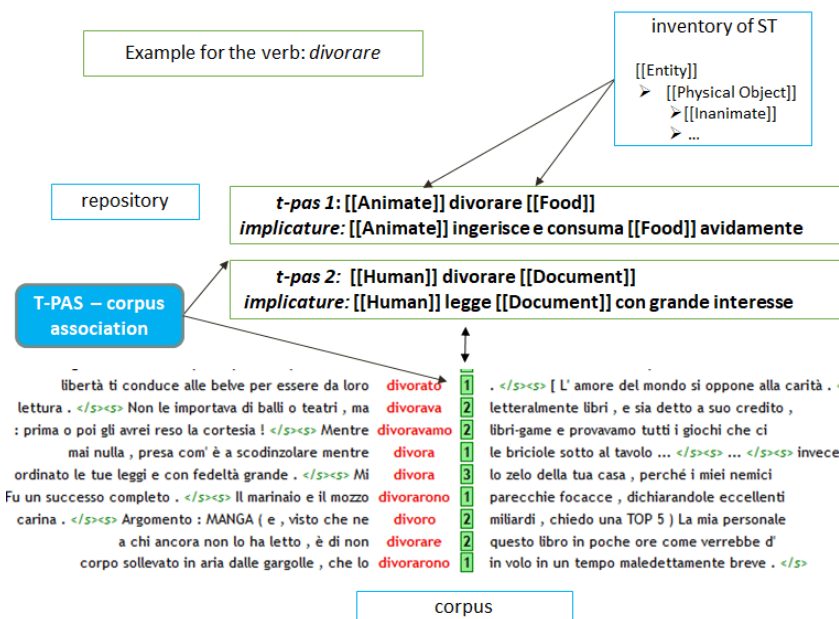 Example for the verb: divorare
inventory of ST
[[Entity]]
➢ [[Physical Object]]
➢[[Inanimate]]
➢ ...
repository
t-pas 1: [[Animate]] divorare [[Food]]
implicature: [[Animate]] ingerisce e consuma [[Food]] avidamente
t-pas 2: [[Human]] divorare [[Document]]
implicature: [[Human]] legge [[Document]] con grande interesse
T-PAS – corpus
association
libertà ti conduce alle belve per essere da loro divorato 1 . </s><s> [ L' amore del mondo si oppone alla carità . <
lettura . </s><s> Non le importava di balli o teatri , ma divorava 2 letteralmente libri , e sia detto a suo credito ,
: prima o poi gli avrei reso la cortesia ! </s><s> Mentre divoravamo 2 libri-game e provavamo tutti i giochi che ci
mai nulla , presa com' è a scodinzolare mentre divora 1 le briciole sotto al tavolo ... </s><s> ... </s><s> invece
ordinato le tue leggi e con fedeltà grande . </s><s> Mi divora 3 lo zelo della tua casa , perché i miei nemici
Fu un successo completo . </s><s> Il marinaio e il mozzo divorarono 1 parecchie focacce , dichiarandole eccellenti
carina . </s><s> Argomento : MANGA ( e , visto che ne divoro 2 miliardi , chiedo una TOP 5 ) La mia personale
a chi ancora non lo ha letto , è di non divorare 2 questo libro in poche ore come verrebbe d'
corpo sollevato in aria dalle gargolle , che lo divorarono 1 in volo in un tempo maledettamente breve . </s>
corpus